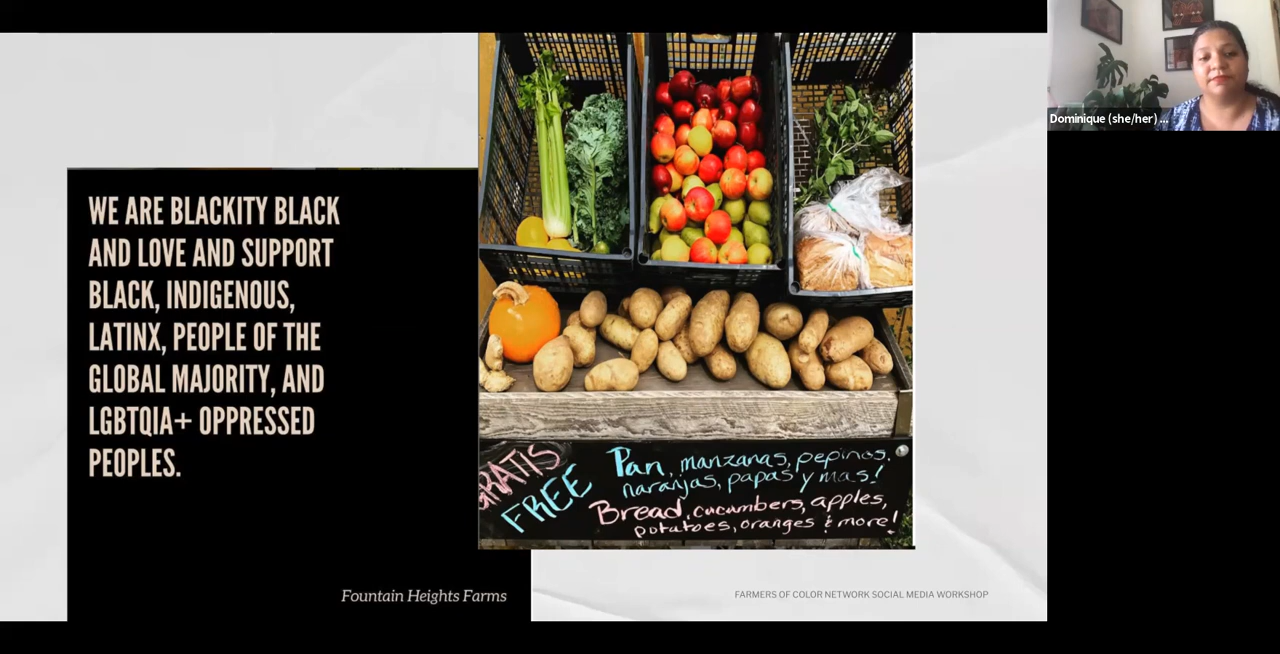 WE ARE BLACKITY BLACK
AND LOVE AND SUPPORT
BLACK, INDIGENOUS,
LATINX, PEOPLE OF THE
GLOBAL MAJORITY, AND
LGBTQIA+ OPPRESSED
PEOPLES.
Fountain Heights Farms
GRATIS
FREE
Pan, manzanas, pepinos,
naranjas, papas y mas!
Bread, cucumbers, apples,
potatoes, oranges & more!
FARMERS OF COLOR NETWORK SOCIAL MEDIA WORKSHOP
Dominique (she/her) ...